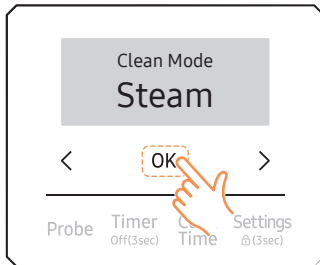 Clean Mode
Steam
< OK >
Probe Timer Settings
Off(3sec) Time (3sec)